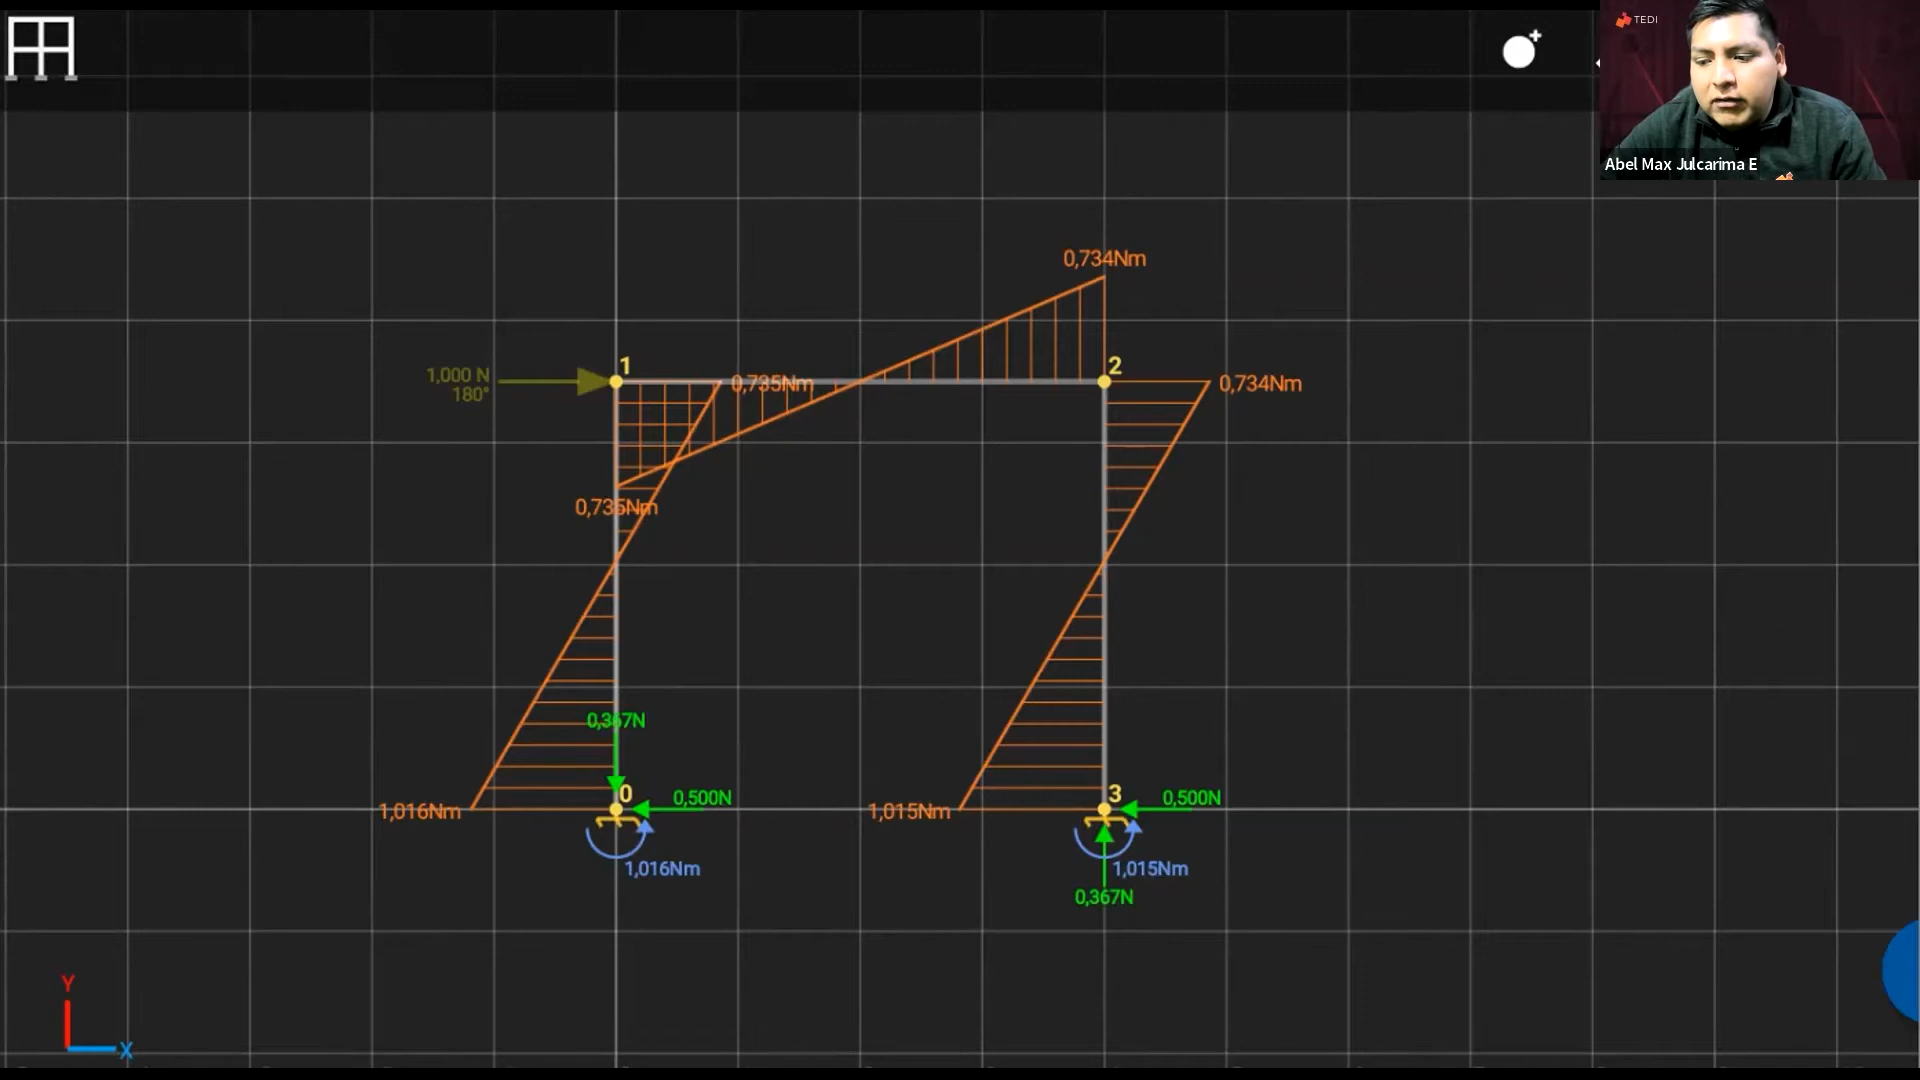 TEDI
Abel Max Julcarima E
0,734Nm
1
2
1,000 N
180°
0,735Nm
0,734Nm
0,735Nm
0,367N
0
0,500N
3
0,500N
1,016Nm
1,015Nm
1,016Nm
1,015Nm
0,367N
Y
X